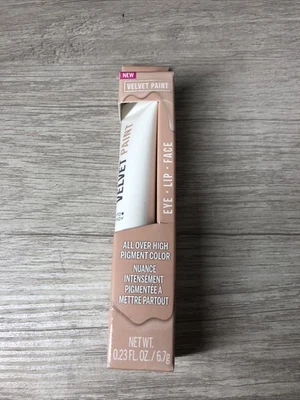 NEW
VELVET PAINT
VELVET PAINT
EYE • LIP • FACE
ALL OVER HIGH
PIGMENT COLOR
NUANCE
INTENSEMENT
PIGMENTÉE À
METTRE PARTOUT
NET WT.
0.23 FL. OZ. / 6.7g